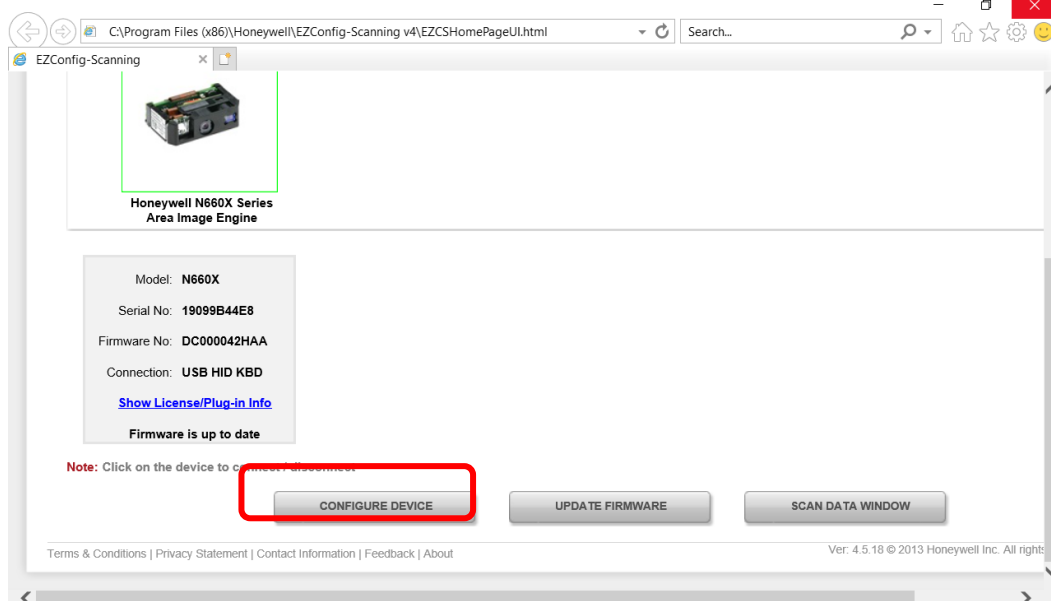 C:\Program Files (x86)\Honeywell\EZConfig-Scanning v4\EZCSHomePageUI.html
Search...
EZConfig-Scanning
Honeywell N660X Series
Area Image Engine
Model: N660X
Serial No: 19099B44E8
Firmware No: DC000042HAA
Connection: USB HID KBD
Show License/Plug-in Info
Firmware is up to date
Note: Click on the device to connect / disconnect
CONFIGURE DEVICE
UPDATE FIRMWARE
SCAN DATA WINDOW
Terms & Conditions | Privacy Statement | Contact Information | Feedback | About
Ver: 4.5.18 © 2013 Honeywell Inc. All rights